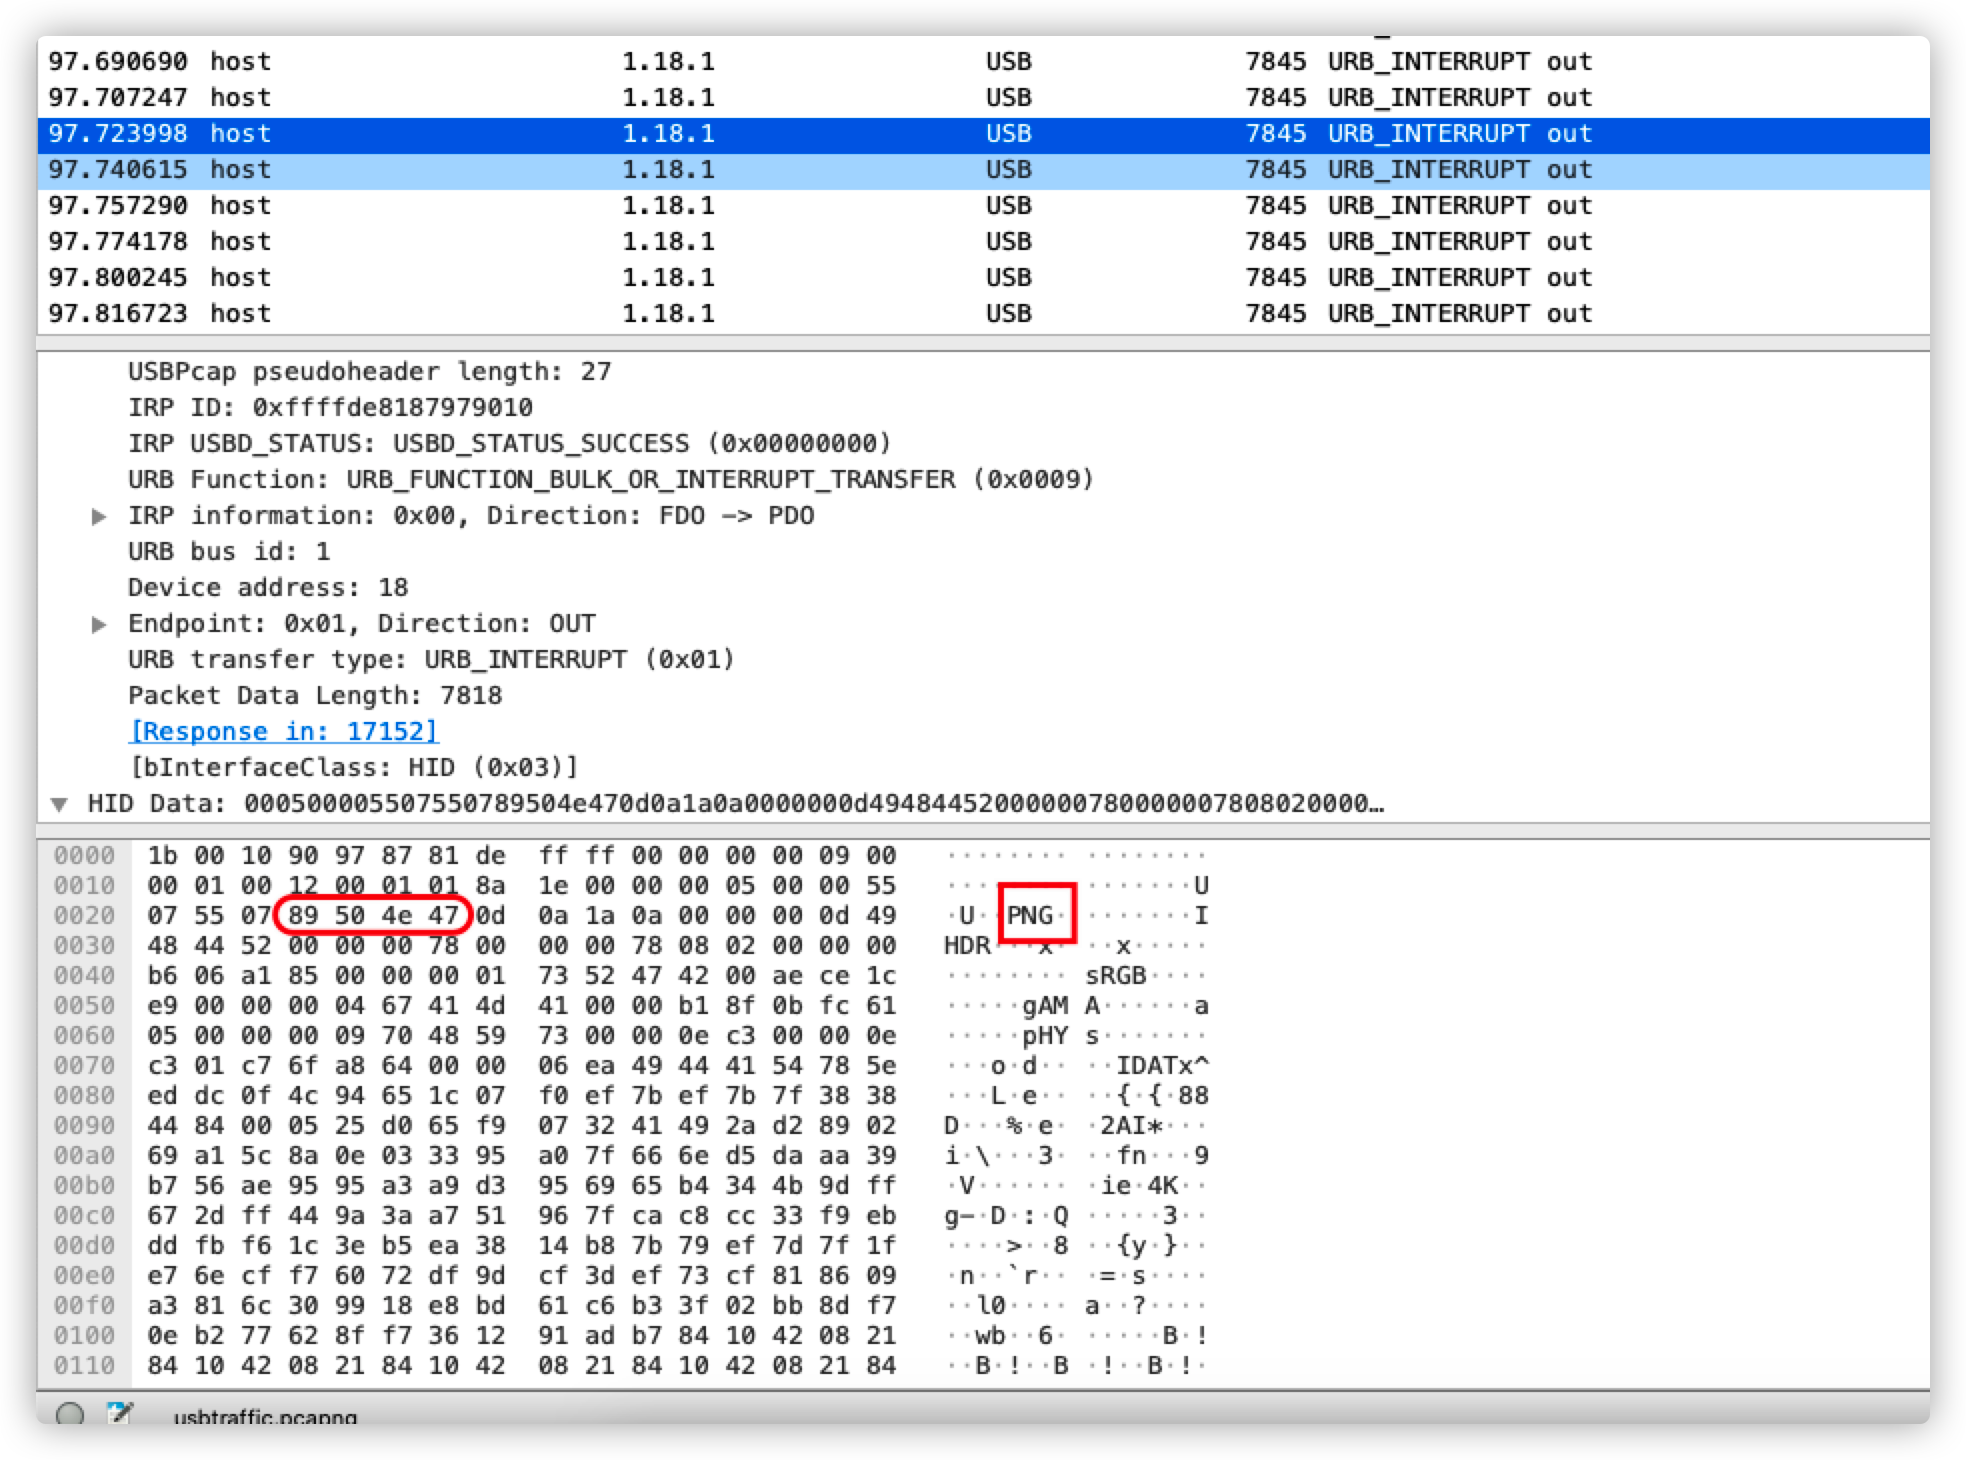 97.690690 host 1.18.1 USB 7845 URB_INTERRUPT out
97.707247 host 1.18.1 USB 7845 URB_INTERRUPT out
97.723998 host 1.18.1 USB 7845 URB_INTERRUPT out
97.740615 host 1.18.1 USB 7845 URB_INTERRUPT out
97.757290 host 1.18.1 USB 7845 URB_INTERRUPT out
97.774178 host 1.18.1 USB 7845 URB_INTERRUPT out
97.800245 host 1.18.1 USB 7845 URB_INTERRUPT out
97.816723 host 1.18.1 USB 7845 URB_INTERRUPT out
USBPcap pseudoheader length: 27
IRP ID: 0xffffde8187979010
IRP USBD_STATUS: USBD_STATUS_SUCCESS (0x00000000)
URB Function: URB_FUNCTION_BULK_OR_INTERRUPT_TRANSFER (0x0009)
IRP information: 0x00, Direction: FDO -> PDO
URB bus id: 1
Device address: 18
Endpoint: 0x01, Direction: OUT
URB transfer type: URB_INTERRUPT (0x01)
Packet Data Length: 7818
[Response in: 17152]
[bInterfaceClass: HID (0x03)]
HID Data: 000500005507550789504e470d0a1a0a0000000d49484452000000780000007808020000…
0000 1b 00 10 90 97 87 81 de ff ff 00 00 00 00 09 00 ········ ········
0010 00 01 00 12 00 01 01 8a 1e 00 00 00 05 00 00 55 ········ ·······U
0020 07 55 07 89 50 4e 47 0d 0a 1a 0a 00 00 00 0d 49 ·U··PNG· ·······I
0030 48 44 52 00 00 00 78 00 00 00 78 08 02 00 00 00 HDR···x· ··x·····
0040 b6 06 a1 85 00 00 00 01 73 52 47 42 00 ae ce 1c ········ sRGB····
0050 e9 00 00 00 04 67 41 4d 41 00 00 b1 8f 0b fc 61 ·····gAM A······a
0060 05 00 00 00 09 70 48 59 73 00 00 0e c3 00 00 0e ·····pHY s·······
0070 c3 01 c7 6f a8 64 00 00 06 ea 49 44 41 54 78 5e ···o·d·· ··IDATx^
0080 ed dc 0f 4c 94 65 1c 07 f0 ef 7b ef 7b 7f 38 38 ···L·e·· ··{·{·88
0090 44 84 00 05 25 d0 65 f9 07 32 41 49 2a d2 89 02 D···%·e· ·2AI*···
00a0 69 a1 5c 8a 0e 03 33 95 a0 7f 66 6e d5 da aa 39 i·\···3· ··fn···9
00b0 b7 56 ae 95 95 a3 a9 d3 95 69 65 b4 34 4b 9d ff ·V······ ·ie·4K··
00c0 67 2d ff 44 9a 3a a7 51 96 7f ca c8 cc 33 f9 eb g-·D·:·Q ·····3··
00d0 dd fb f6 1c 3e b5 ea 38 14 b8 7b 79 ef 7d 7f 1f ····>··8 ··{y·}··
00e0 e7 6e cf f7 60 72 df 9d cf 3d ef 73 cf 81 86 09 ·n··`r·· ·=·s····
00f0 a3 81 6c 30 99 18 e8 bd 61 c6 b3 3f 02 bb 8d f7 ··l0···· a··?····
0100 0e b2 77 62 8f f7 36 12 91 ad b7 84 10 42 08 21 ··wb··6· ·····B·!
0110 84 10 42 08 21 84 10 42 08 21 84 10 42 08 21 84 ··B·!··B ·!··B·!·
usbtraffic.pcapng